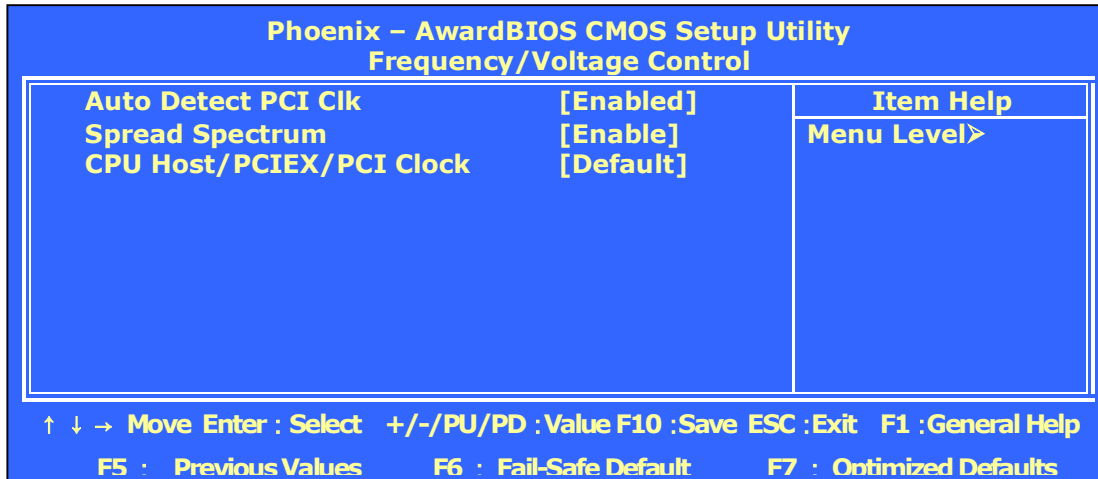 Phoenix – AwardBIOS CMOS Setup Utility
Frequency/Voltage Control
Auto Detect PCI Clk [Enabled] Item Help
Spread Spectrum [Enable] Menu Level➢
CPU Host/PCIEX/PCI Clock [Default]
↑ ↓ → Move Enter : Select +/-/PU/PD : Value F10 : Save ESC : Exit F1 : General Help
F5 : Previous Values F6 : Fail-Safe Default F7 : Optimized Defaults